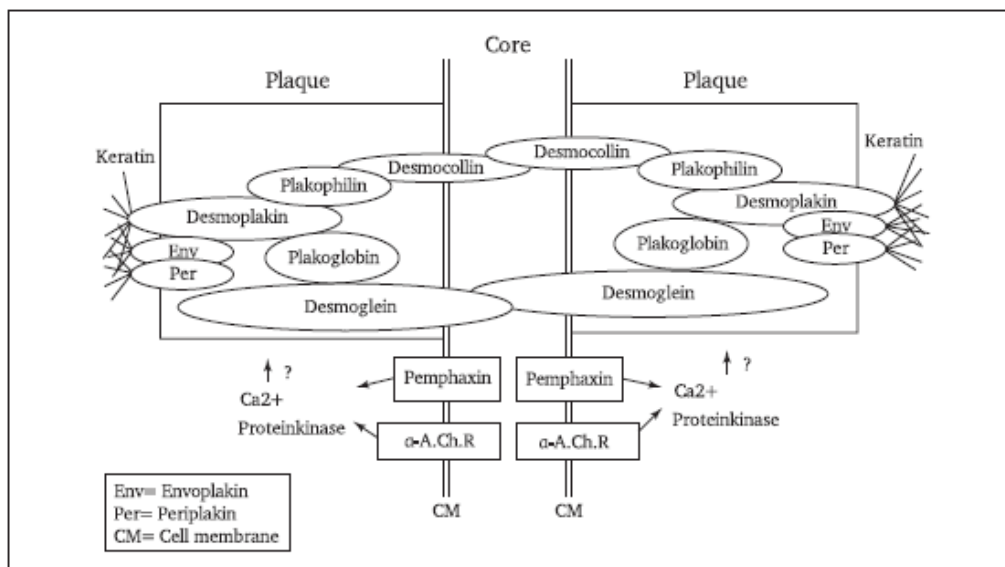 Core
Plaque
Plaque
Keratin
Keratin
Desmocollin
Desmocollin
Plakophilin
Plakophilin
Desmoplakin
Desmoplakin
Env
Env
Per
Per
Plakoglobin
Plakoglobin
Desmoglein
Desmoglein
?
?
Pemphaxin
Pemphaxin
Ca2+
Ca2+
Proteinkinase
Proteinkinase
α-A.Ch.R
α-A.Ch.R
CM
CM
Env= Envoplakin
Per= Periplakin
CM= Cell membrane